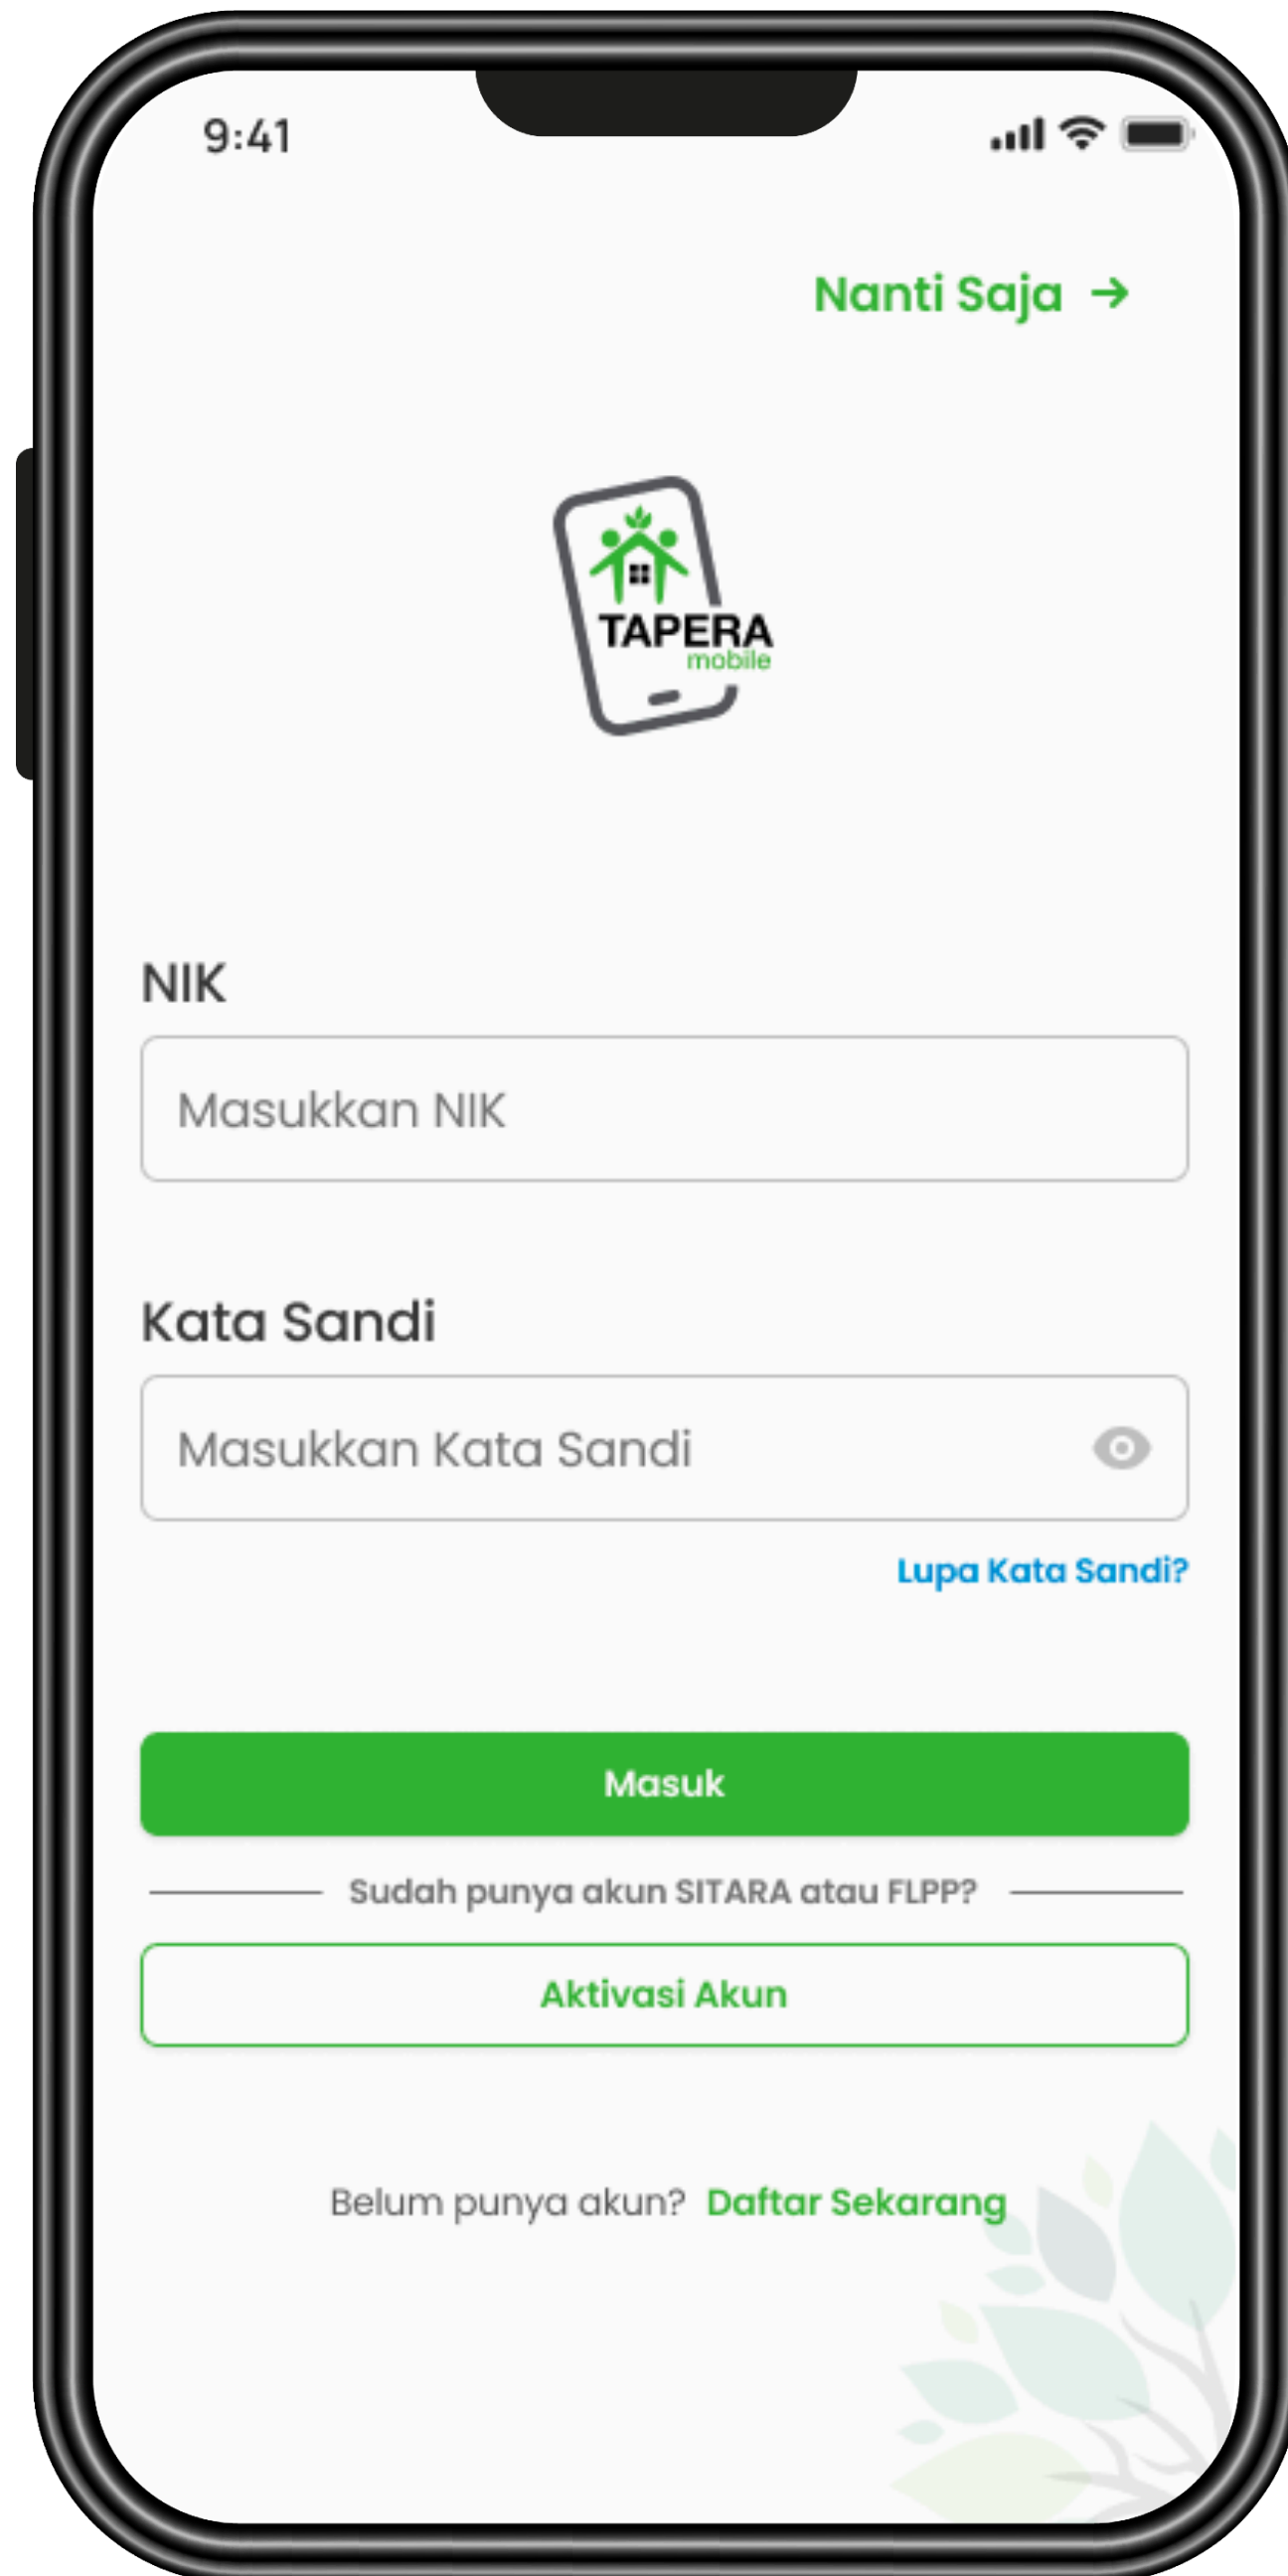 9:41
Nanti Saja →
TAPERA
mobile
NIK
Masukkan NIK
Kata Sandi
Masukkan Kata Sandi
Lupa Kata Sandi?
Masuk
Sudah punya akun SITARA atau FLPP?
Aktivasi Akun
Belum punya akun? Daftar Sekarang